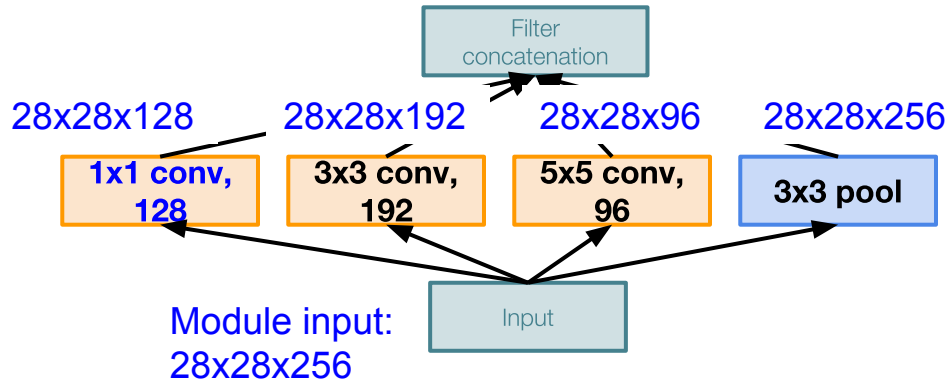 Filter
concatenation
28x28x128
28x28x192
28x28x96
28x28x256
1x1 conv,
128
3x3 conv,
192
5x5 conv,
96
3x3 pool
Input
Module input:
28x28x256